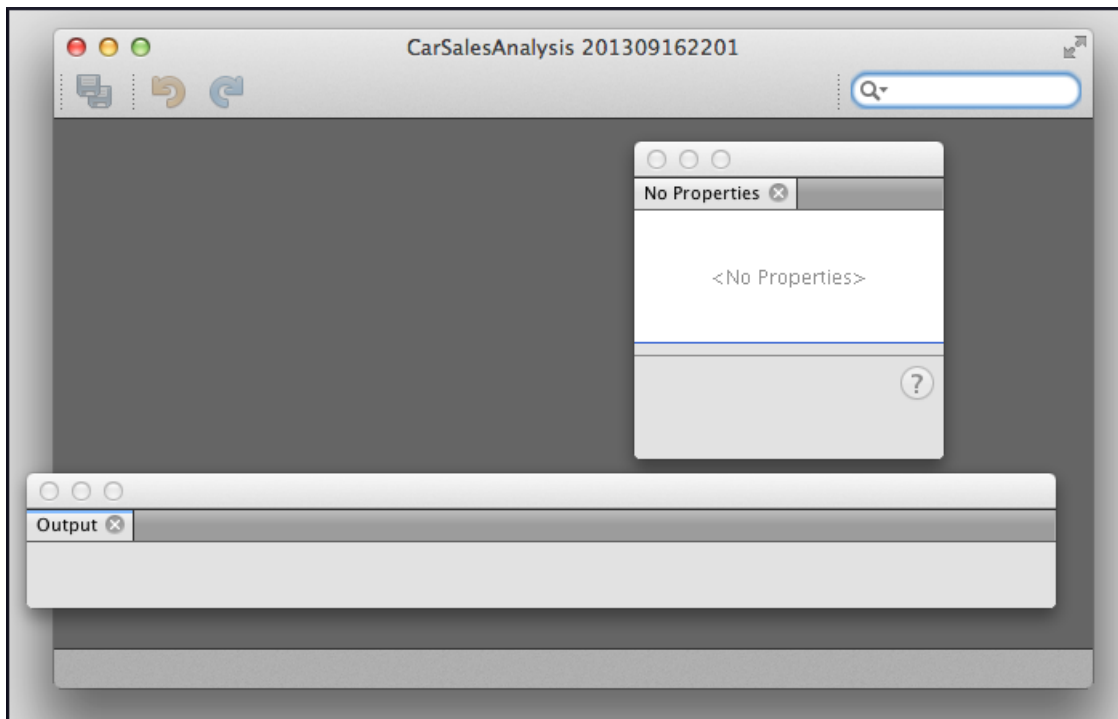 CarSalesAnalysis 201309162201
No Properties
<No Properties>
?
Output